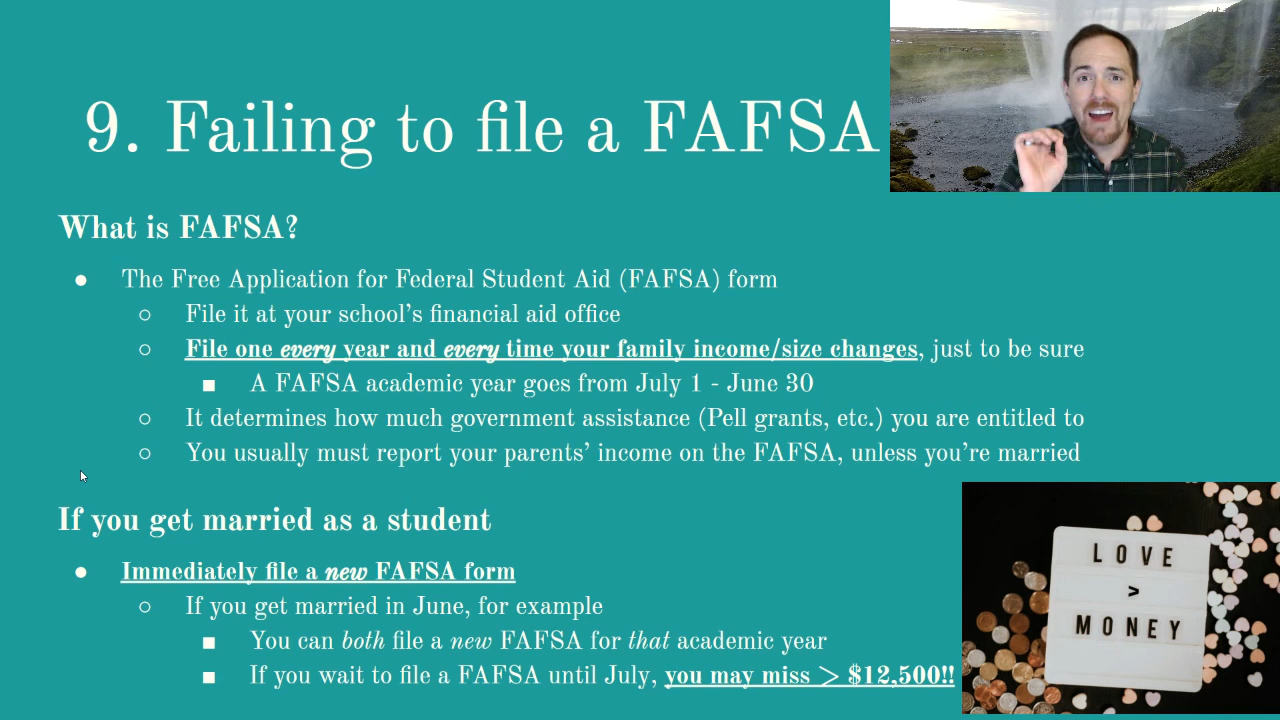 9. Failing to file a FAFSA
What is FAFSA?
● The Free Application for Federal Student Aid (FAFSA) form
○ File it at your school's financial aid office
○ File one every year and every time your family income/size changes, just to be sure
■ A FAFSA academic year goes from July 1 - June 30
○ It determines how much government assistance (Pell grants, etc.) you are entitled to
○ You usually must report your parents' income on the FAFSA, unless you're married
If you get married as a student
● Immediately file a new FAFSA form
○ If you get married in June, for example
■ You can both file a new FAFSA for that academic year
■ If you wait to file a FAFSA until July, you may miss > $12,500!!
LOVE
>
MONEY